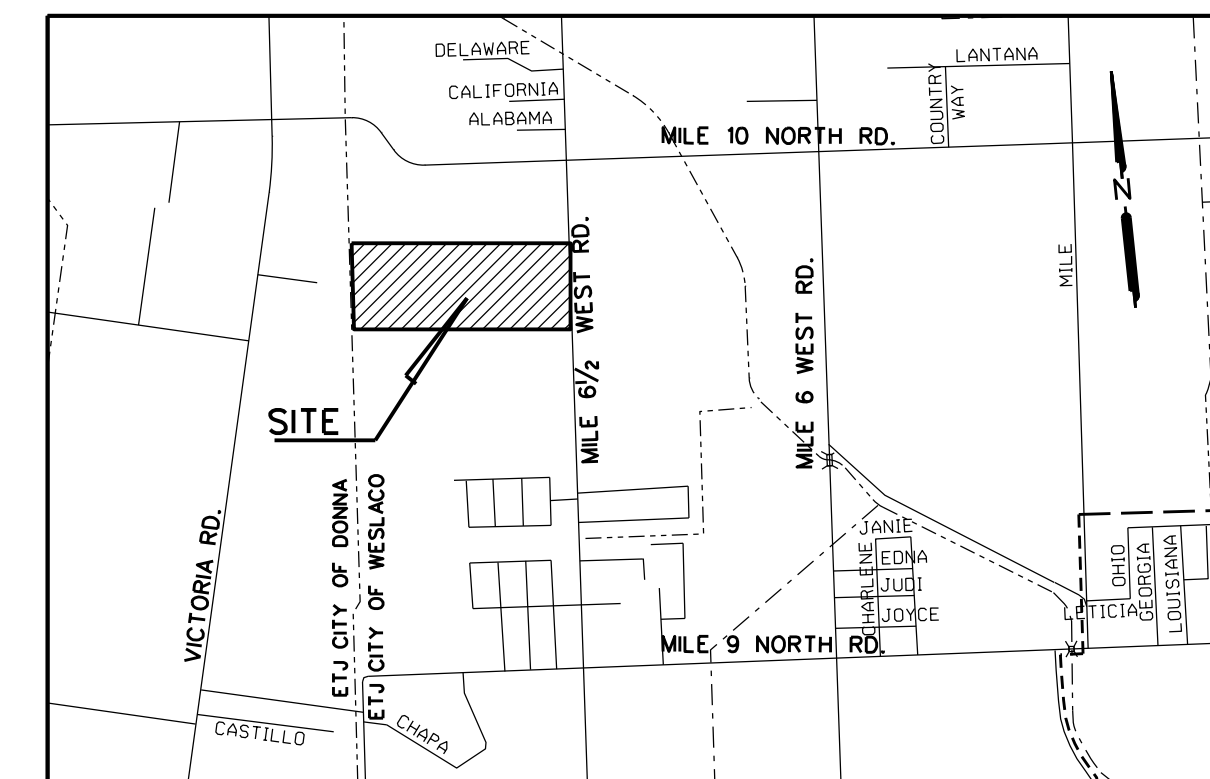 DELAWARE
LANTANA
CALIFORNIA
COUNTRY
WAY
ALABAMA
MILE 10 NORTH RD.
N
MILE 6½ WEST RD.
MILE 6 WEST RD.
MILE
SITE
VICTORIA RD.
ETJ CITY OF DONNA
ETJ CITY OF WESLACO
JANIE
CHARLENE
EDNA
JUDI
JOYCE
OHIO
GEORGIA
LOUISIANA
LETICIA
MILE 9 NORTH RD.
CASTILLO
CHAPA